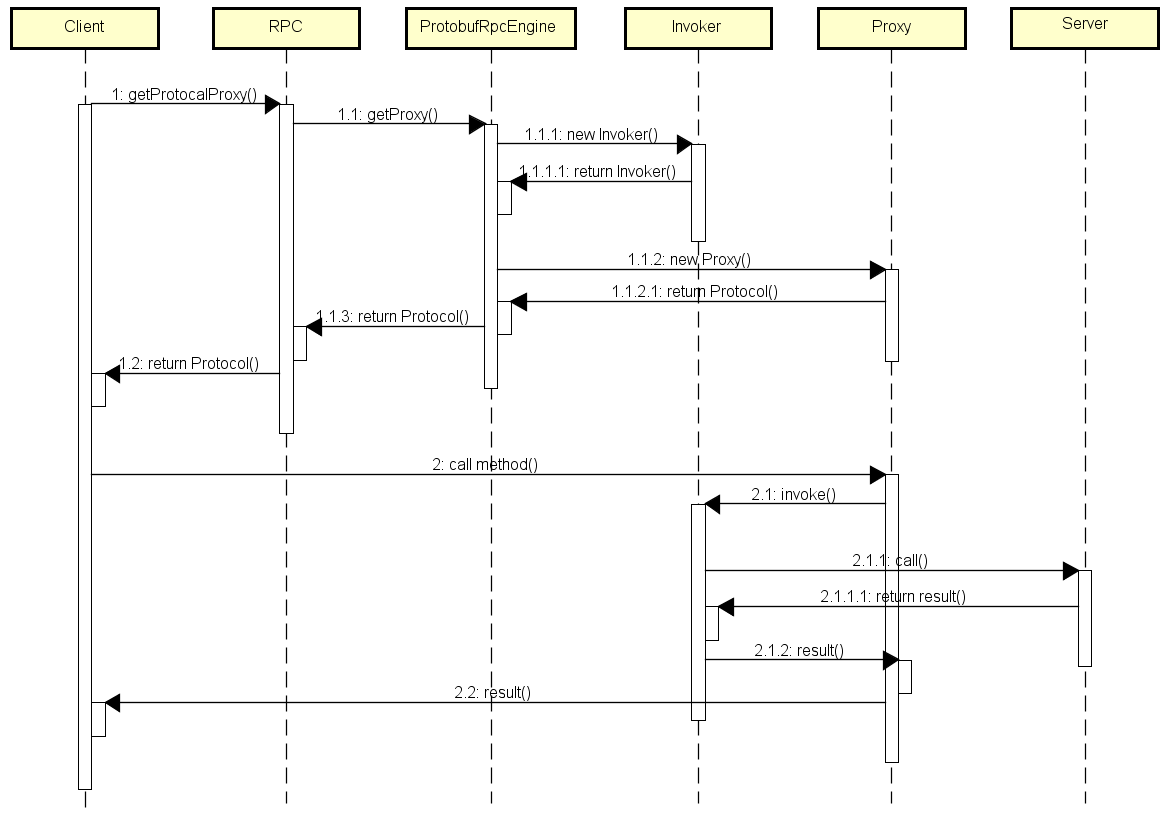 Client
RPC
ProtobufRpcEngine
Invoker
Proxy
Server
1: getProtocalProxy()
1.1: getProxy()
1.1.1: new Invoker()
1.1.1.1: return Invoker()
1.1.2: new Proxy()
1.1.2.1: return Protocol()
1.1.3: return Protocol()
1.2: return Protocol()
2: call method()
2.1: invoke()
2.1.1: call()
2.1.1.1: return result()
2.1.2: result()
2.2: result()